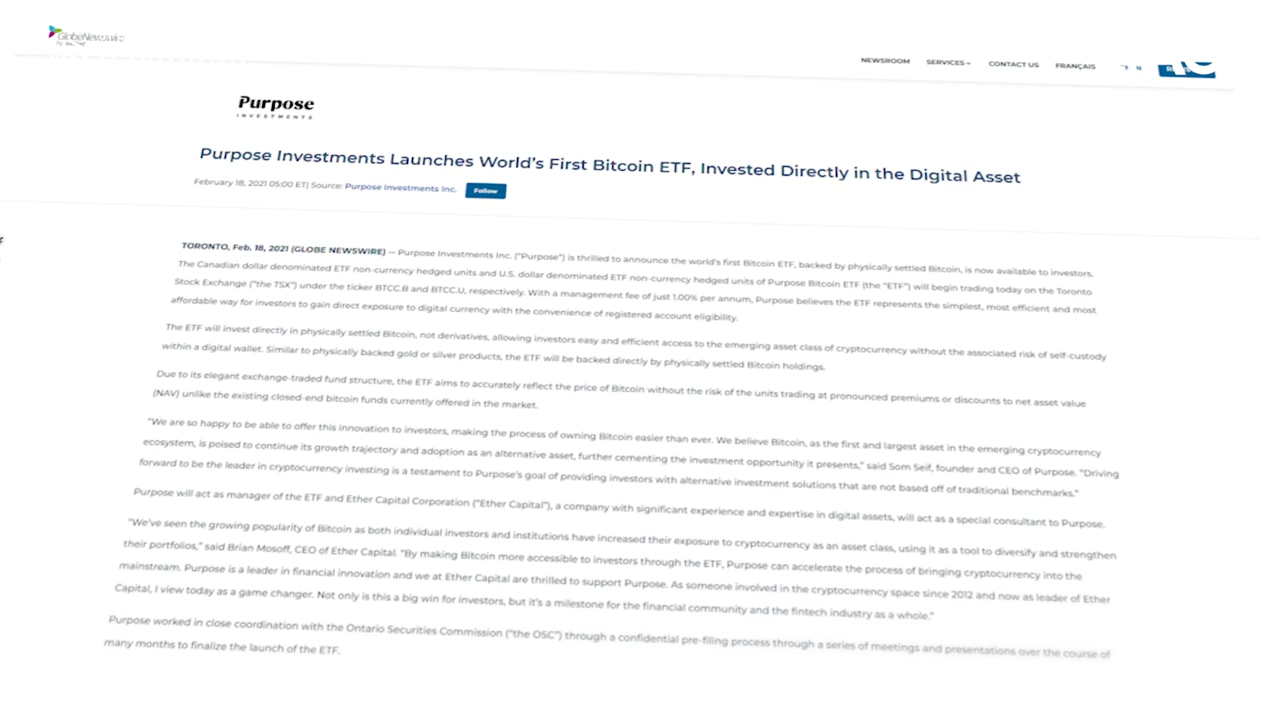 GlobeNewswire
NEWSROOM SERVICES CONTACT US FRANÇAIS
Purpose
INVESTMENTS
Purpose Investments Launches World's First Bitcoin ETF, Invested Directly in the Digital Asset
February 18, 2021 05:00 ET| Source: Purpose Investments Inc. Follow
TORONTO, Feb. 18, 2021 (GLOBE NEWSWIRE) -- Purpose Investments Inc. ("Purpose") is thrilled to announce the world's first Bitcoin ETF, backed by physically settled Bitcoin, is now available to investors.
The Canadian dollar denominated ETF non-currency hedged units and U.S. dollar denominated ETF non-currency hedged units of Purpose Bitcoin ETF (the "ETF") will begin trading today on the Toronto
Stock Exchange ("the TSX") under the ticker BTCC.B and BTCC.U, respectively. With a management fee of just 1.00% per annum, Purpose believes the ETF represents the simplest, most efficient and most
affordable way for investors to gain direct exposure to digital currency with the convenience of registered account eligibility.
The ETF will invest directly in physically settled Bitcoin, not derivatives, allowing investors easy and efficient access to the emerging asset class of cryptocurrency without the associated risk of self-custody
within a digital wallet. Similar to physically backed gold or silver products, the ETF will be backed directly by physically settled Bitcoin holdings.
Due to its elegant exchange-traded fund structure, the ETF aims to accurately reflect the price of Bitcoin without the risk of the units trading at pronounced premiums or discounts to net asset value
(NAV) unlike the existing closed-end bitcoin funds currently offered in the market.
"We are so happy to be able to offer this innovation to investors, making the process of owning Bitcoin easier than ever. We believe Bitcoin, as the first and largest asset in the emerging cryptocurrency
ecosystem, is poised to continue its growth trajectory and adoption as an alternative asset, further cementing the investment opportunity it presents," said Som Seif, founder and CEO of Purpose. "Driving
forward to be the leader in cryptocurrency investing is a testament to Purpose's goal of providing investors with alternative investment solutions that are not based off of traditional benchmarks."
Purpose will act as manager of the ETF and Ether Capital Corporation ("Ether Capital"), a company with significant experience and expertise in digital assets, will act as a special consultant to Purpose.
"We've seen the growing popularity of Bitcoin as both individual investors and institutions have increased their exposure to cryptocurrency as an asset class, using it as a tool to diversify and strengthen
their portfolios," said Brian Mosoff, CEO of Ether Capital. "By making Bitcoin more accessible to investors through the ETF, Purpose can accelerate the process of bringing cryptocurrency into the
mainstream. Purpose is a leader in financial innovation and we at Ether Capital are thrilled to support Purpose. As someone involved in the cryptocurrency space since 2012 and now as leader of Ether
Capital, I view today as a game changer. Not only is this a big win for investors, but it's a milestone for the financial community and the fintech industry as a whole."
Purpose worked in close coordination with the Ontario Securities Commission ("the OSC") through a confidential pre-filing process through a series of meetings and presentations over the course of
many months to finalize the launch of the ETF.